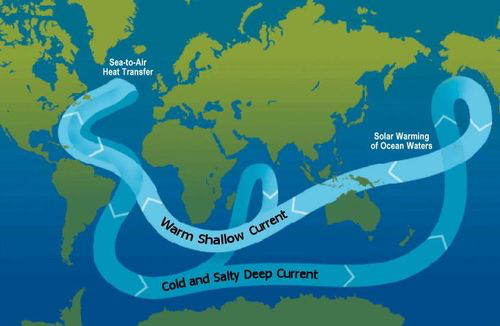 Sea-to-Air
Heat Transfer
Solar Warming
of Ocean Waters
Warm Shallow Current
Cold and Salty Deep Current